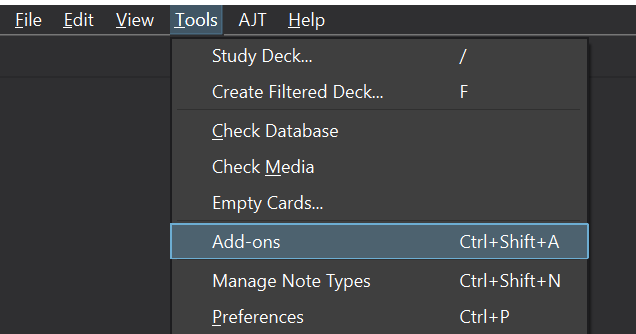 File Edit View Tools AJT Help
Study Deck... /
Create Filtered Deck... F
Check Database
Check Media
Empty Cards...
Add-ons Ctrl+Shift+A
Manage Note Types Ctrl+Shift+N
Preferences Ctrl+P